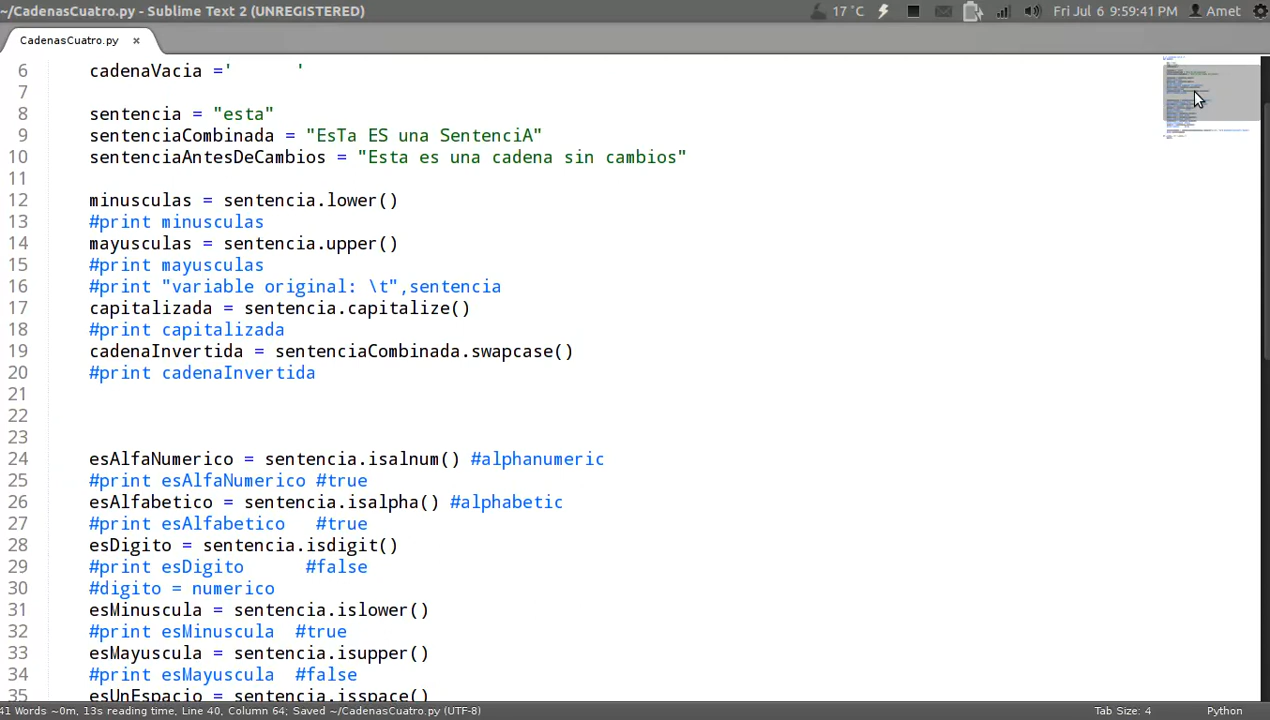 ~/CadenasCuatro.py - Sublime Text 2 (UNREGISTERED) 17 °C Fri Jul 6 9:59:41 PM Amet
CadenasCuatro.py ×
6 cadenaVacia ='      '
7
8 sentencia = "esta"
9 sentenciaCombinada = "EsTa ES una SentenciA"
10 sentenciaAntesDeCambios = "Esta es una cadena sin cambios"
11
12 minusculas = sentencia.lower()
13 #print minusculas
14 mayusculas = sentencia.upper()
15 #print mayusculas
16 #print "variable original: \t",sentencia
17 capitalizada = sentencia.capitalize()
18 #print capitalizada
19 cadenaInvertida = sentenciaCombinada.swapcase()
20 #print cadenaInvertida
21
22
23
24 esAlfaNumerico = sentencia.isalnum() #alphanumeric
25 #print esAlfaNumerico #true
26 esAlfabetico = sentencia.isalpha() #alphabetic
27 #print esAlfabetico   #true
28 esDigito = sentencia.isdigit()
29 #print esDigito      #false
30 #digito = numerico
31 esMinuscula = sentencia.islower()
32 #print esMinuscula  #true
33 esMayuscula = sentencia.isupper()
34 #print esMayuscula  #false
35 esUnEspacio = sentencia.isspace()
41 Words ~0m, 13s reading time, Line 40, Column 64; Saved ~/CadenasCuatro.py (UTF-8) Tab Size: 4 Python